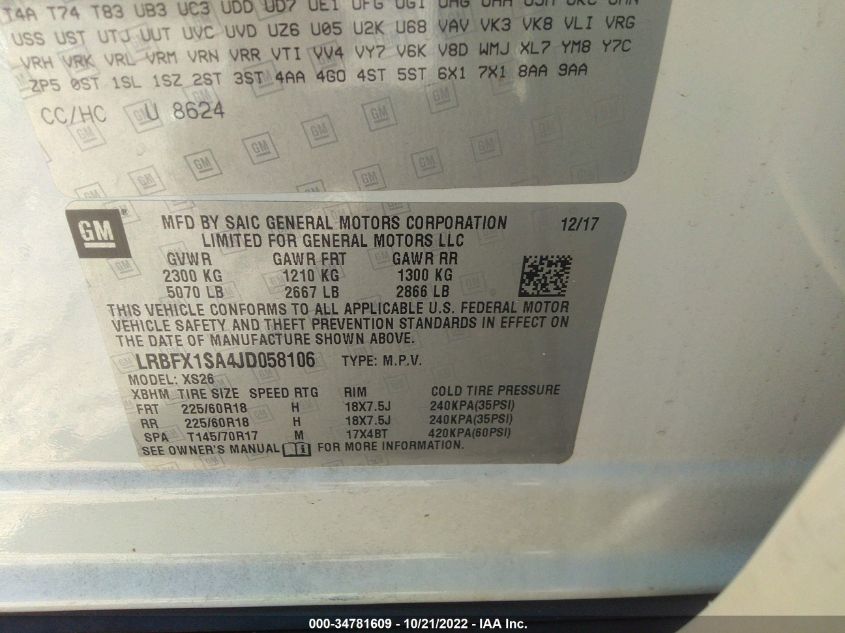 T4A T74 T83 UB3 UC3 UDD UD7 UE1 UFG UGI UAG
USS UST UTJ UUT UVC UVD UZ6 U05 U2K U68 VAV VK3 VK8 VLI VRG
VRH VRK VRL VRM VRN VRR VTI VV4 VY7 V6K V8D WMJ XL7 YM8 Y7C
ZP5 0ST 1SL 1SZ 2ST 3ST 4AA 4GO 4ST 5ST 6X1 7X1 8AA 9AA
CC/HC U 8624
GM
MFD BY SAIC GENERAL MOTORS CORPORATION 12/17
LIMITED FOR GENERAL MOTORS LLC
GVWR GAWR FRT GAWR RR
2300 KG 1210 KG 1300 KG
5070 LB 2667 LB 2866 LB
THIS VEHICLE CONFORMS TO ALL APPLICABLE U.S. FEDERAL MOTOR
VEHICLE SAFETY AND THEFT PREVENTION STANDARDS IN EFFECT ON
THE DATE OF MANUFACTURE SHOWN ABOVE.
LRBFX1SA4JD058106 TYPE: M.P.V.
MODEL: XS26
XBHM TIRE SIZE SPEED RTG RIM COLD TIRE PRESSURE
FRT 225/60R18 H 18X7.5J 240KPA(35PSI)
RR 225/60R18 H 18X7.5J 240KPA(35PSI)
SPA T145/70R17 M 17X4BT 420KPA(60PSI)
SEE OWNER'S MANUAL FOR MORE INFORMATION.
000-34781609 - 10/21/2022 - IAA Inc.